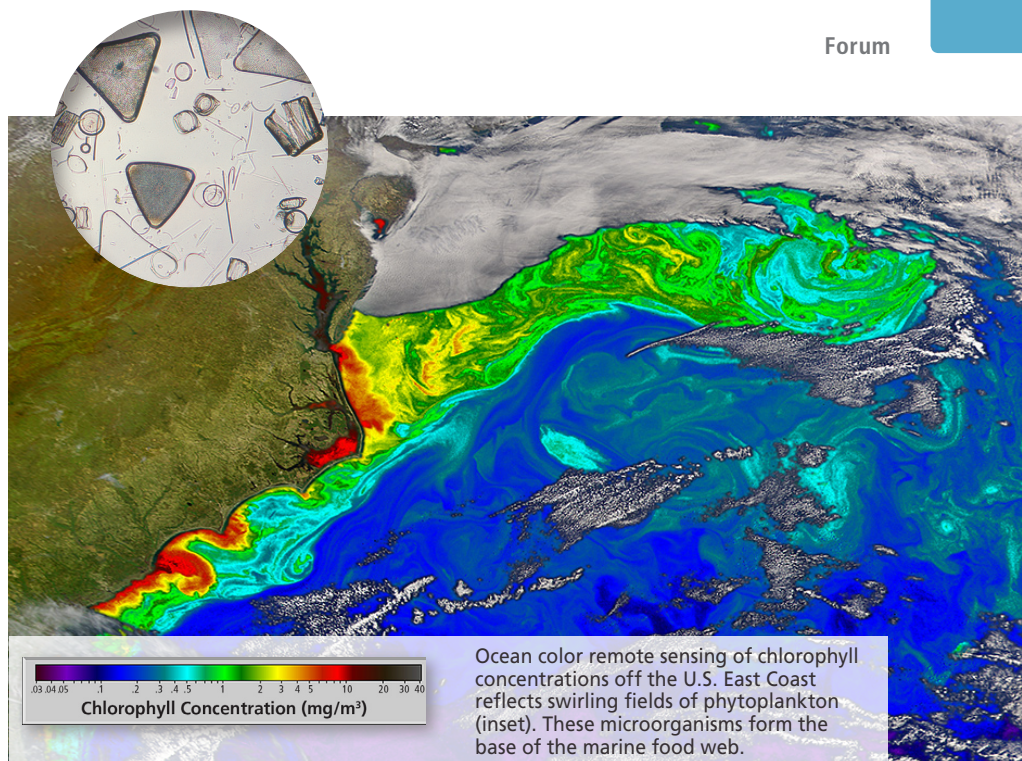 Forum
.03 .04 .05 .1 .2 .3 .4 .5 1 2 3 4 5 10 20 30 40
Chlorophyll Concentration (mg/m³)
Ocean color remote sensing of chlorophyll
concentrations off the U.S. East Coast
reflects swirling fields of phytoplankton
(inset). These microorganisms form the
base of the marine food web.